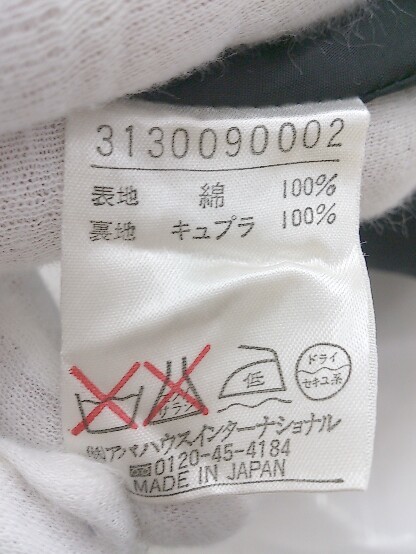 3130090002
表地 綿 100%
裏地 キュプラ 100%
サラシ 低 ドライ
セキユ系
㈱アバハウスインターナショナル
0120-45-4184
MADE IN JAPAN